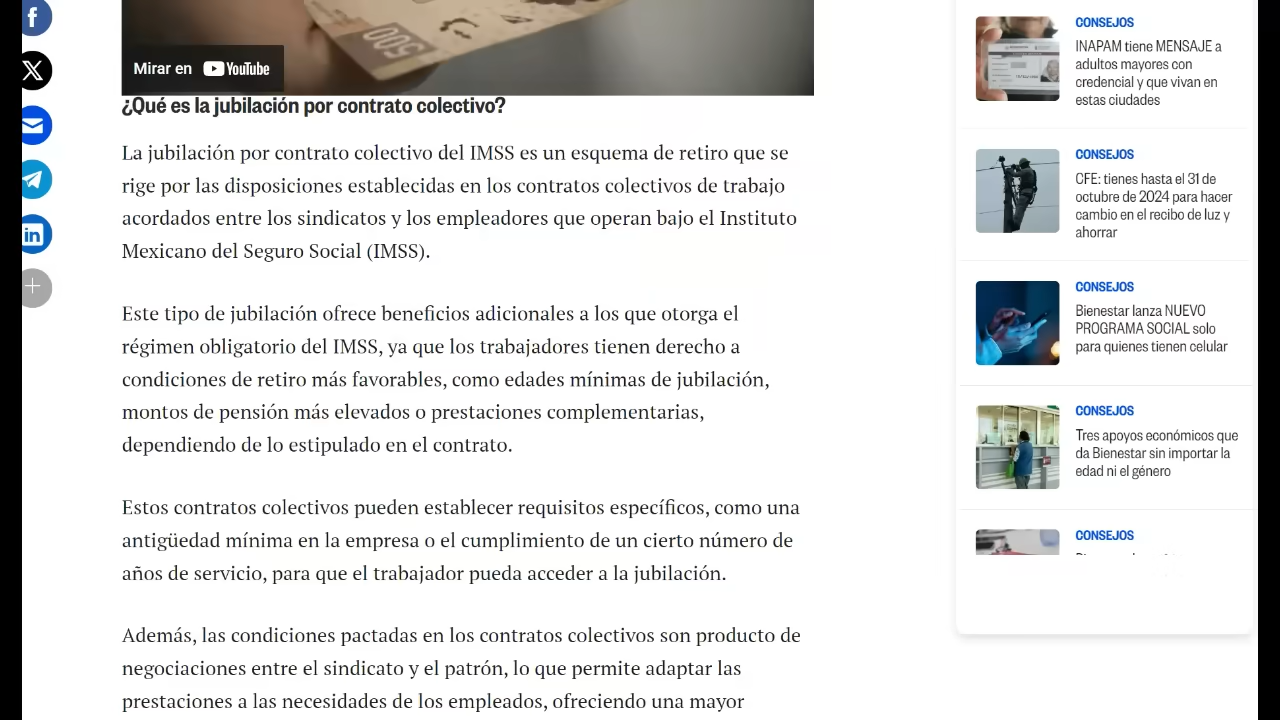 Mirar en YouTube
¿Qué es la jubilación por contrato colectivo?
La jubilación por contrato colectivo del IMSS es un esquema de retiro que se
rige por las disposiciones establecidas en los contratos colectivos de trabajo
acordados entre los sindicatos y los empleadores que operan bajo el Instituto
Mexicano del Seguro Social (IMSS).
Este tipo de jubilación ofrece beneficios adicionales a los que otorga el
régimen obligatorio del IMSS, ya que los trabajadores tienen derecho a
condiciones de retiro más favorables, como edades mínimas de jubilación,
montos de pensión más elevados o prestaciones complementarias,
dependiendo de lo estipulado en el contrato.
Estos contratos colectivos pueden establecer requisitos específicos, como una
antigüedad mínima en la empresa o el cumplimiento de un cierto número de
años de servicio, para que el trabajador pueda acceder a la jubilación.
Además, las condiciones pactadas en los contratos colectivos son producto de
negociaciones entre el sindicato y el patrón, lo que permite adaptar las
prestaciones a las necesidades de los empleados, ofreciendo una mayor
CONSEJOS
INAPAM tiene MENSAJE a
adultos mayores con
credencial y que vivan en
estas ciudades
CONSEJOS
CFE: tienes hasta el 31 de
octubre de 2024 para hacer
cambio en el recibo de luz y
ahorrar
CONSEJOS
Bienestar lanza NUEVO
PROGRAMA SOCIAL solo
para quienes tienen celular
CONSEJOS
Tres apoyos económicos que
da Bienestar sin importar la
edad ni el género
CONSEJOS